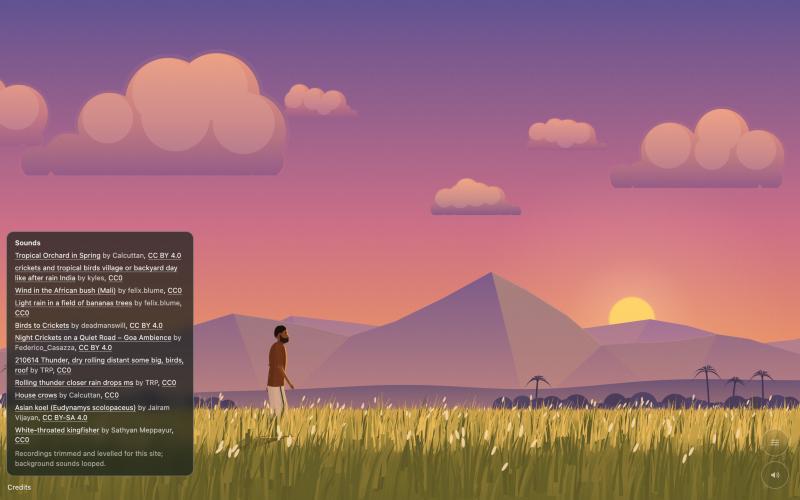 Sounds
Tropical Orchard in Spring by Calcuttan, CC BY 4.0
crickets and tropical birds village or backyard day
like after rain India by kyles, CC0
Wind in the African bush (Mali) by felix.blume, CC0
Light rain in a field of bananas trees by felix.blume,
CC0
Birds to Crickets by deadmanswill, CC BY 4.0
Night Crickets on a Quiet Road – Goa Ambience by
Federico_Casazza, CC BY 4.0
210614 Thunder, dry rolling distant some big, birds,
roof by TRP, CC0
Rolling thunder closer rain drops ms by TRP, CC0
House crows by Calcuttan, CC0
Asian koel (Eudynamys scolopaceus) by Jairam
Vijayan, CC BY-SA 4.0
White-throated kingfisher by Sathyan Meppayur,
CC0
Recordings trimmed and levelled for this site;
background sounds looped.
Credits